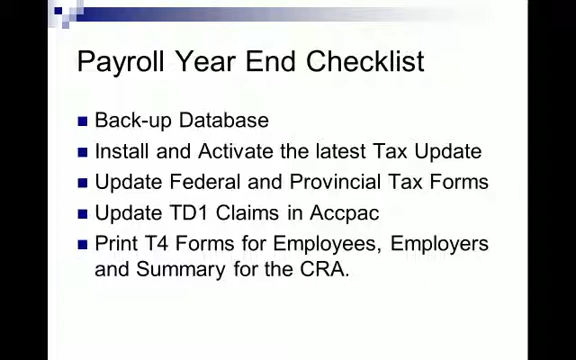 Payroll Year End Checklist
Back-up Database
Install and Activate the latest Tax Update
Update Federal and Provincial Tax Forms
Update TD1 Claims in Accpac
Print T4 Forms for Employees, Employers
and Summary for the CRA.